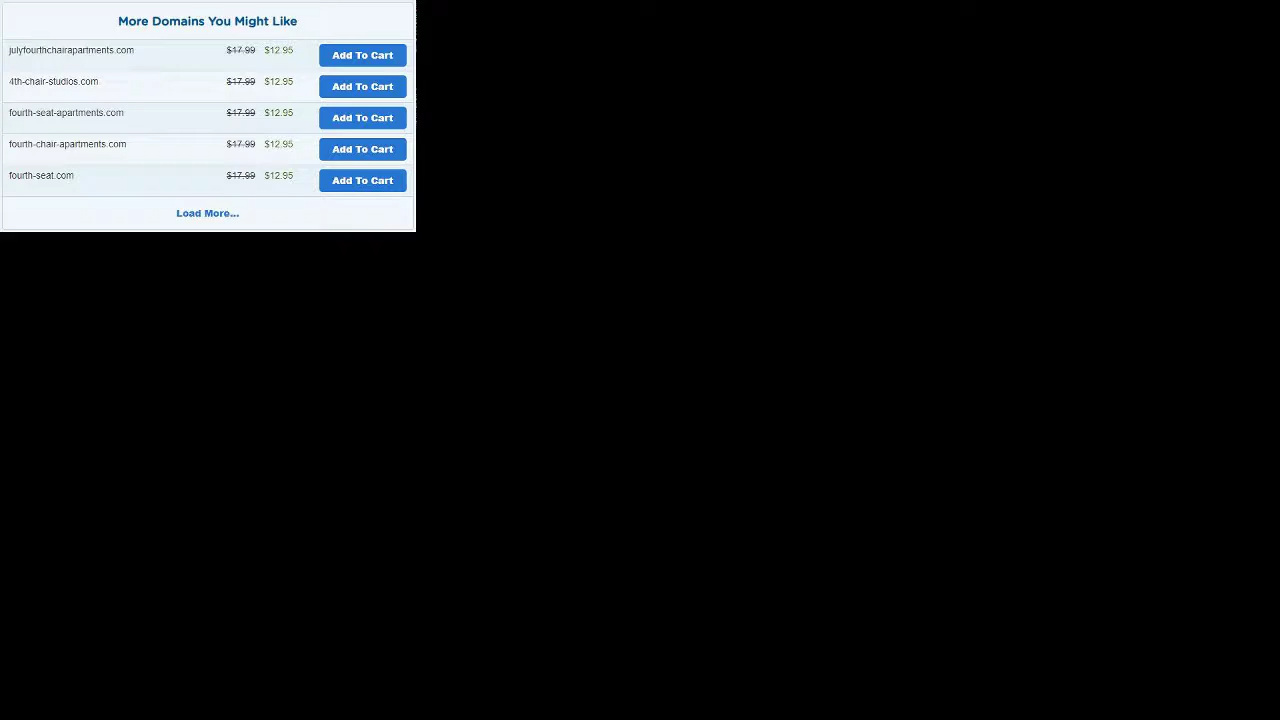 More Domains You Might Like
julyfourthchairapartments.com $17.99 $12.95 Add To Cart
4th-chair-studios.com $17.99 $12.95 Add To Cart
fourth-seat-apartments.com $17.99 $12.95 Add To Cart
fourth-chair-apartments.com $17.99 $12.95 Add To Cart
fourth-seat.com $17.99 $12.95 Add To Cart
Load More...